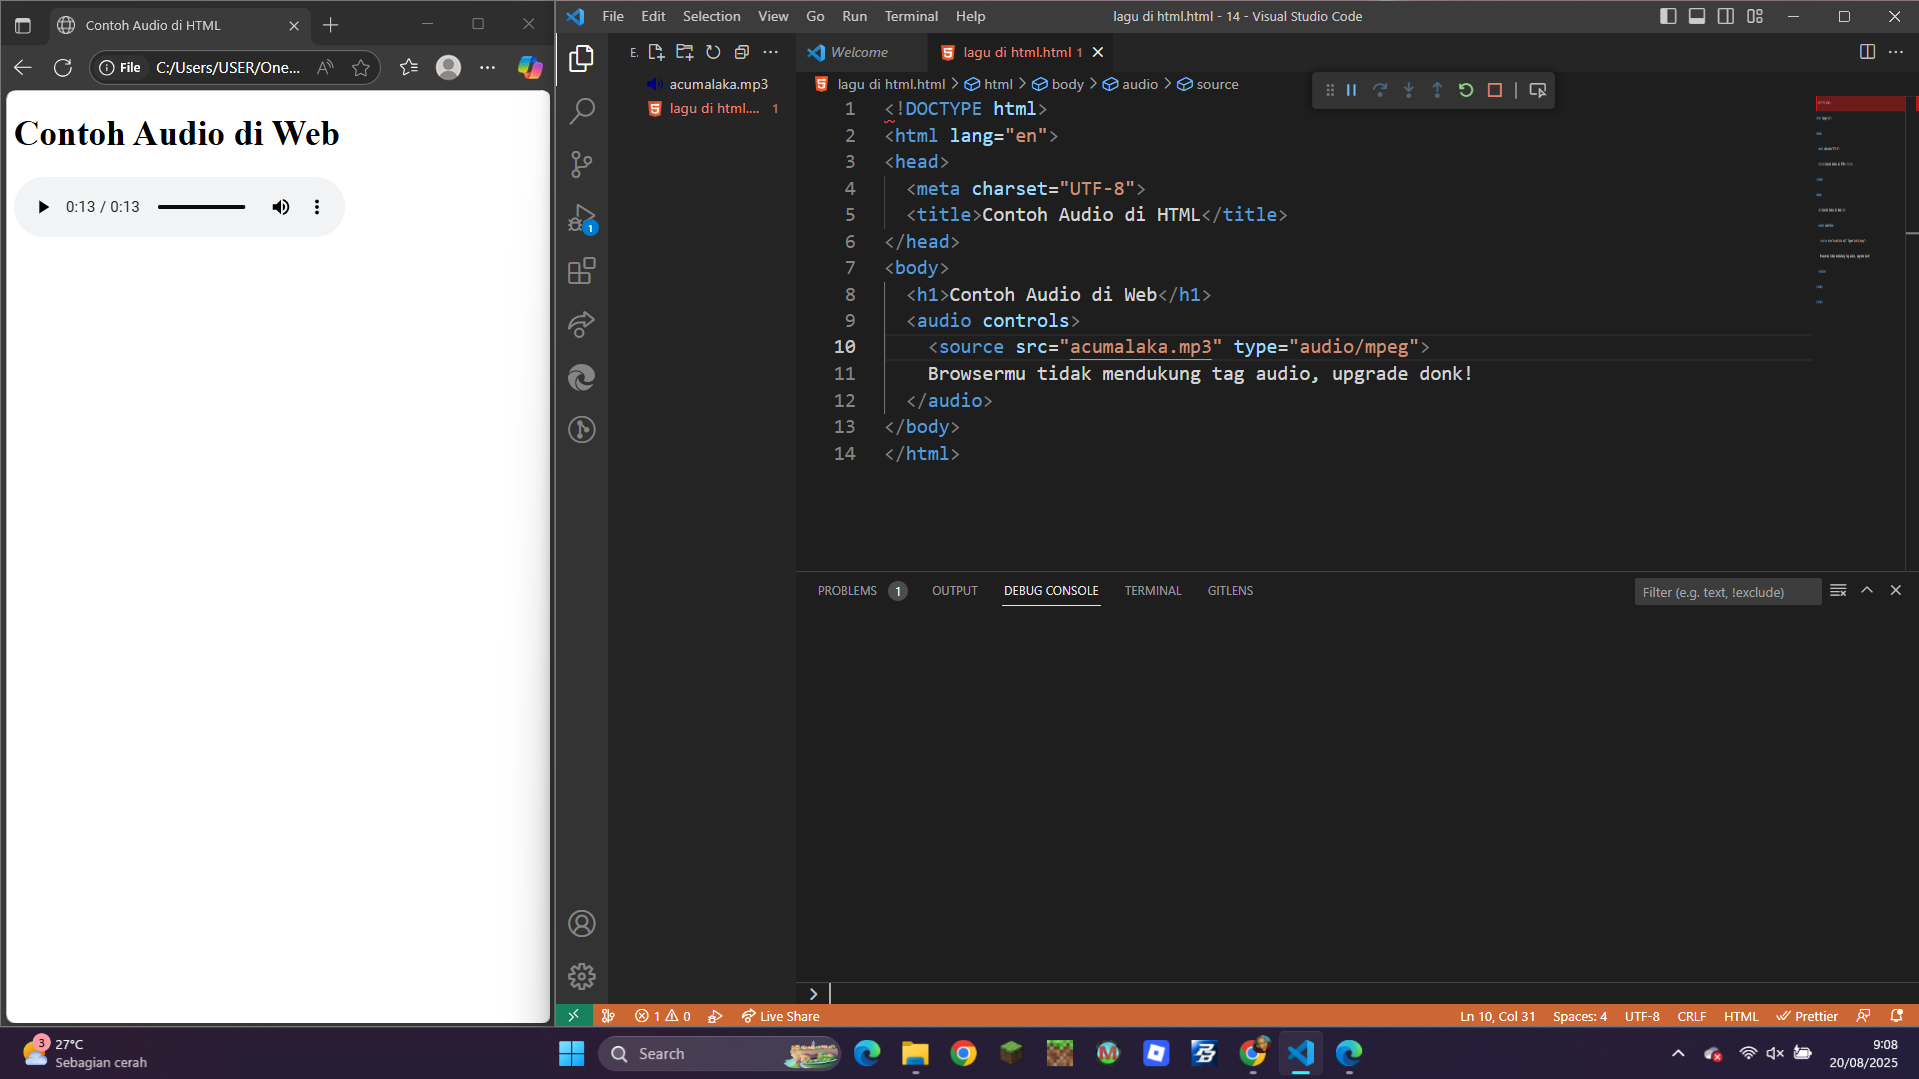 Contoh Audio di HTML
File
C:/Users/USER/One...
Contoh Audio di Web
0:13 / 0:13
File Edit Selection View Go Run Terminal Help
lagu di html.html - 14 - Visual Studio Code
E.
acumalaka.mp3
lagu di html.... 1
Welcome
lagu di html.html 1
lagu di html.html > html > body > audio > source
1 <!DOCTYPE html>
2 <html lang="en">
3 <head>
4 <meta charset="UTF-8">
5 <title>Contoh Audio di HTML</title>
6 </head>
7 <body>
8 <h1>Contoh Audio di Web</h1>
9 <audio controls>
10 <source src="acumalaka.mp3" type="audio/mpeg">
11 Browsermu tidak mendukung tag audio, upgrade donk!
12 </audio>
13 </body>
14 </html>
1
PROBLEMS 1 OUTPUT DEBUG CONSOLE TERMINAL GITLENS
Filter (e.g. text, !exclude)
>
1 0
Live Share
Ln 10, Col 31 Spaces: 4 UTF-8 CRLF HTML Prettier
3
27°C
Sebagian cerah
Search
9:08
20/08/2025